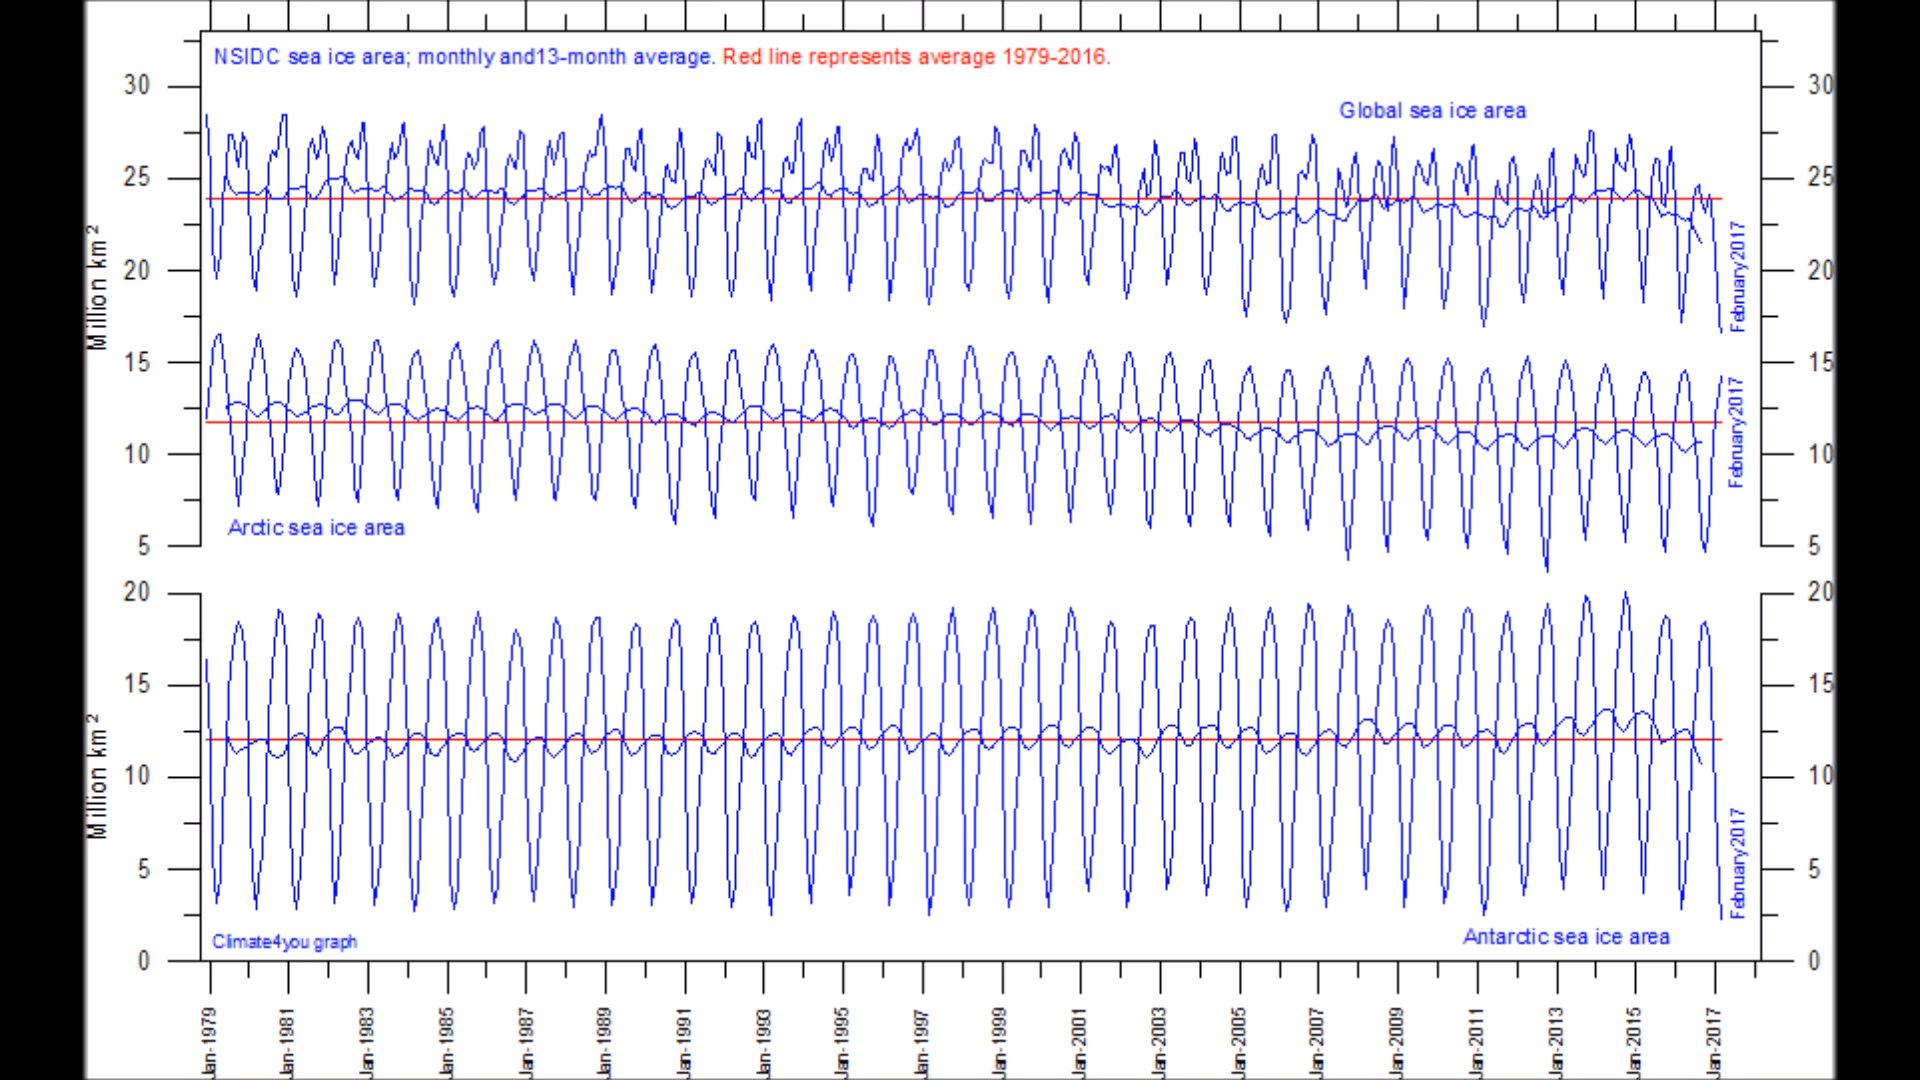 NSIDC sea ice area; monthly and13-month average. Red line represents average 1979-2016.
30
30
Global sea ice area
25
25
Million km²
February2017
20
20
15
15
February2017
10
10
Arctic sea ice area
5
5
20
20
15
15
Million km²
10
10
February2017
5
5
Climate4you graph
Antarctic sea ice area
0
0
Jan-1979
Jan-1981
Jan-1983
Jan-1985
Jan-1987
Jan-1989
Jan-1991
Jan-1993
Jan-1995
Jan-1997
Jan-1999
Jan-2001
Jan-2003
Jan-2005
Jan-2007
Jan-2009
Jan-2011
Jan-2013
Jan-2015
Jan-2017